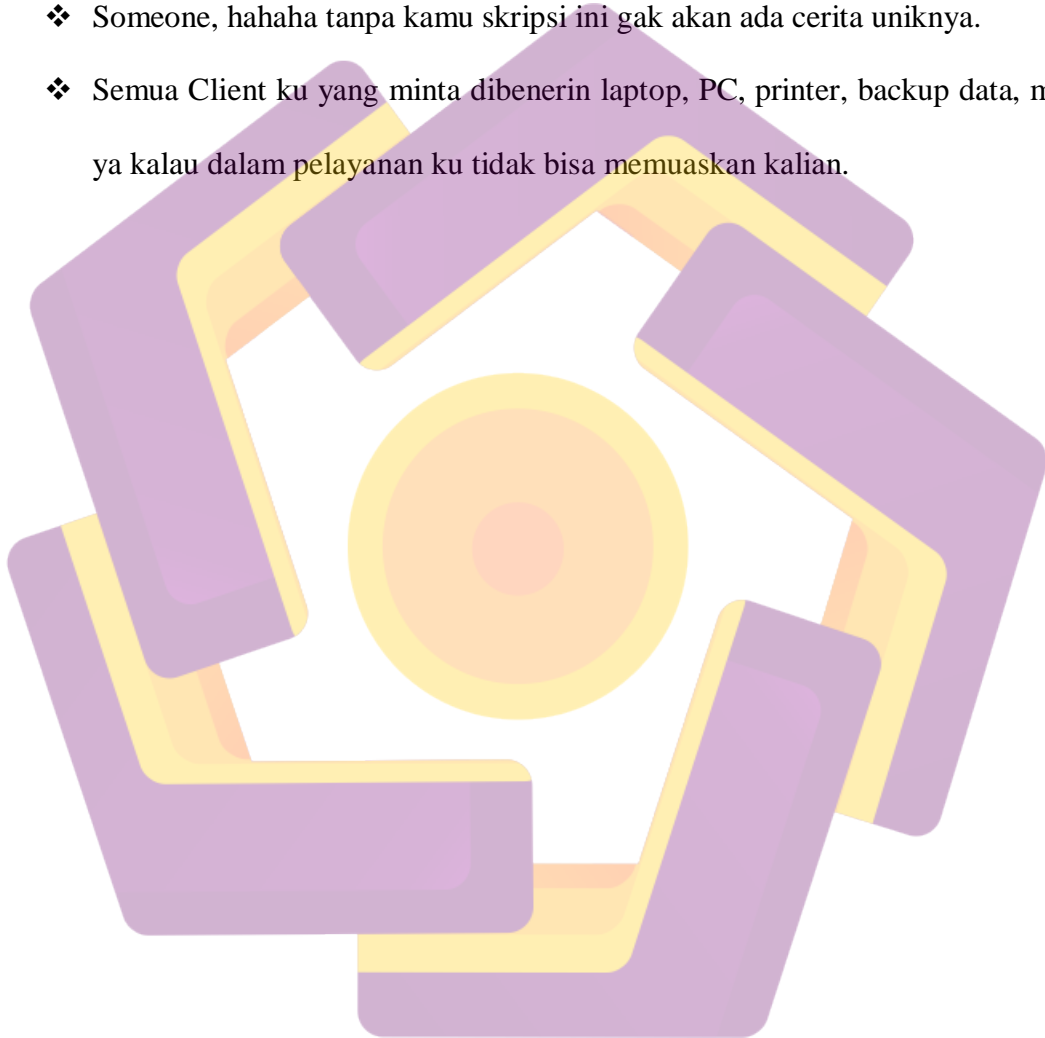 ❖ Someone, hahaha tanpa kamu skripsi ini gak akan ada cerita uniknya.
❖ Semua Client ku yang minta dibenerin laptop, PC, printer, backup data,
ya kalau dalam pelayanan ku tidak bisa memuaskan kalian.